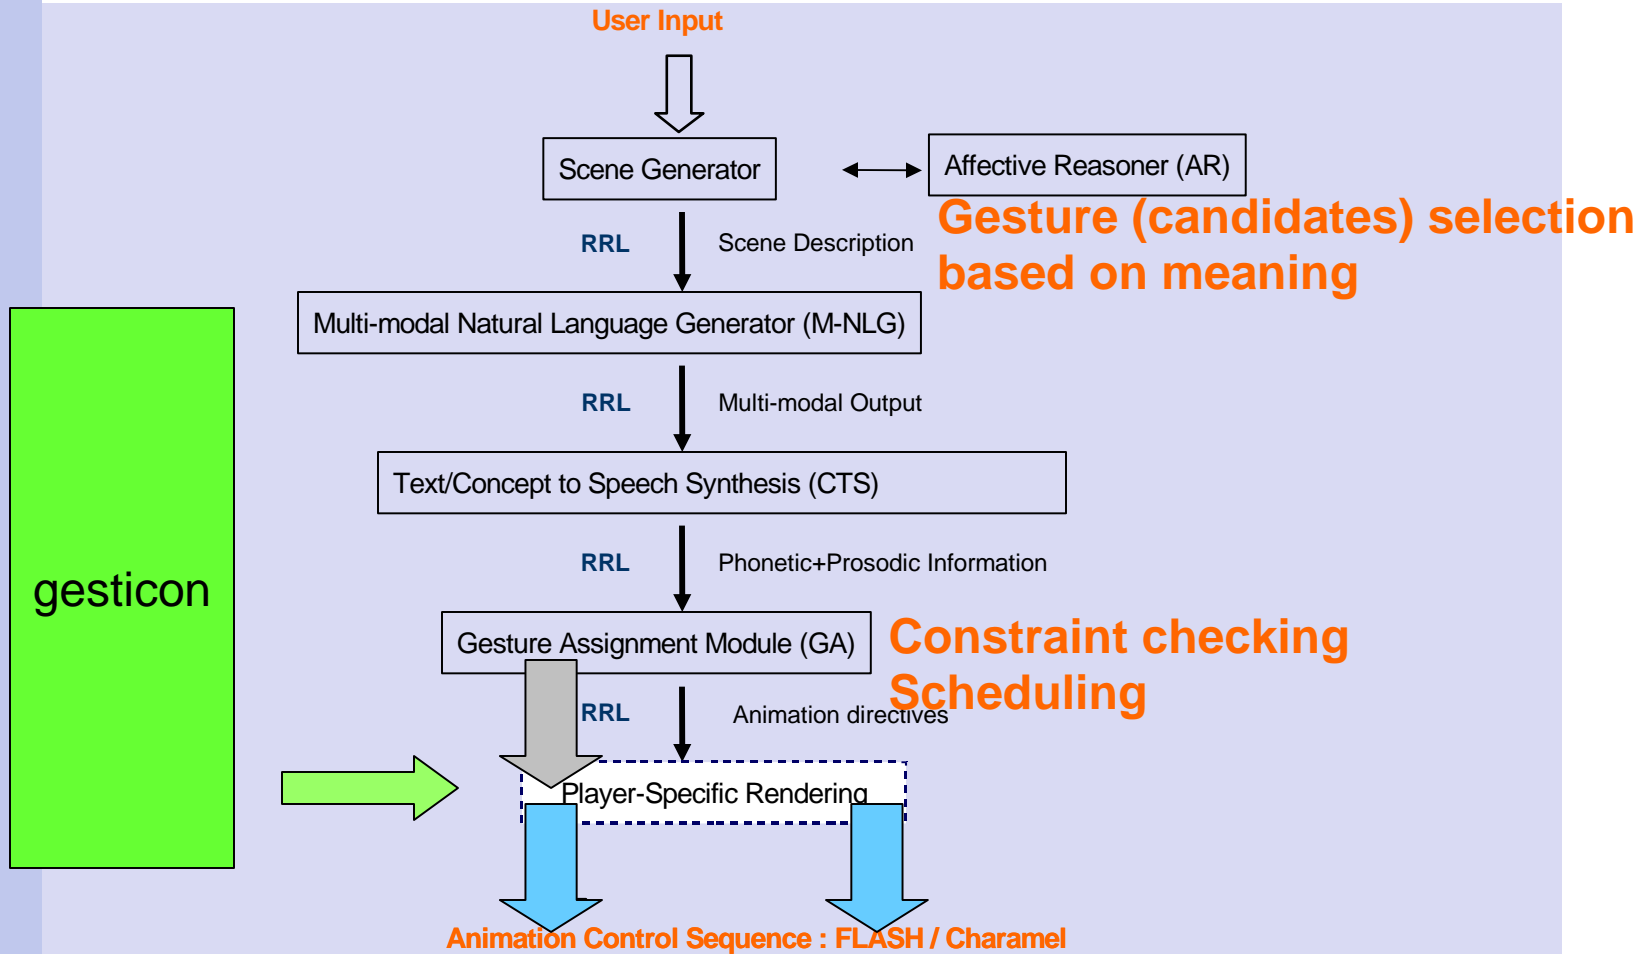 User Input
Scene Generator
Affective Reasoner (AR)
Gesture (candidates) selection
based on meaning
RRL
Scene Description
Multi-modal Natural Language Generator (M-NLG)
RRL
Multi-modal Output
Text/Concept to Speech Synthesis (CTS)
RRL
Phonetic+Prosodic Information
gesticon
Gesture Assignment Module (GA)
Constraint checking
Scheduling
RRL
Animation directives
Player-Specific Rendering
Animation Control Sequence : FLASH / Charamel